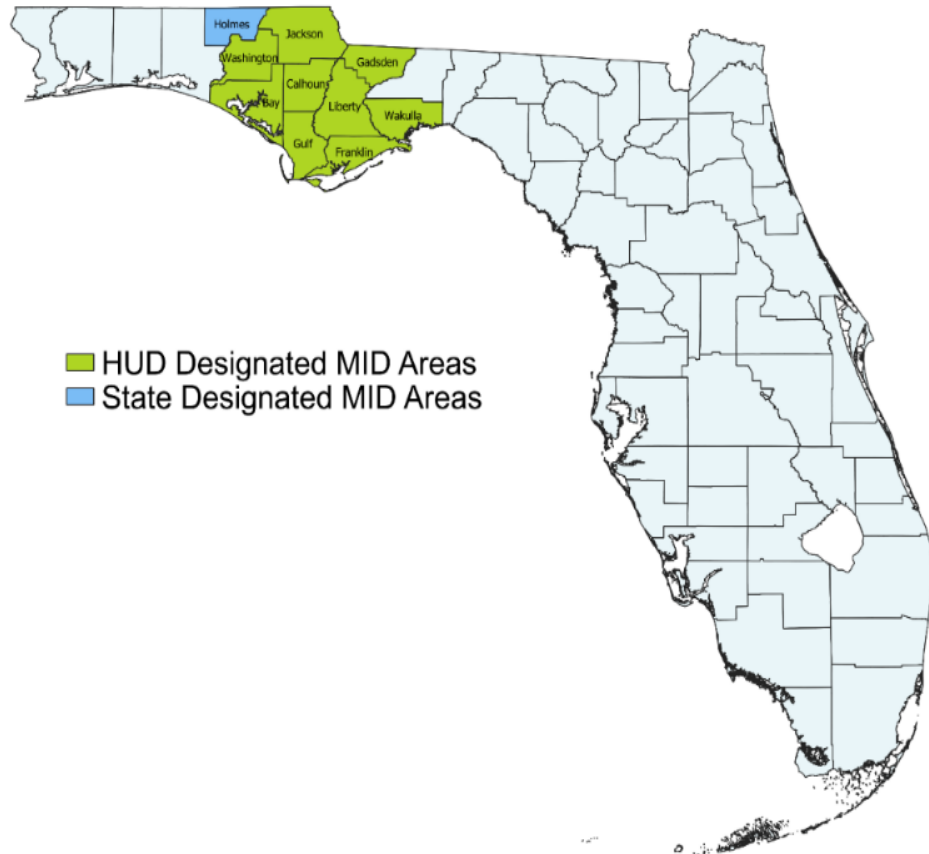 Holmes
Jackson
Washington
Gadsden
Calhoun
Bay
Liberty
Wakulla
Gulf
Franklin
HUD Designated MID Areas
State Designated MID Areas